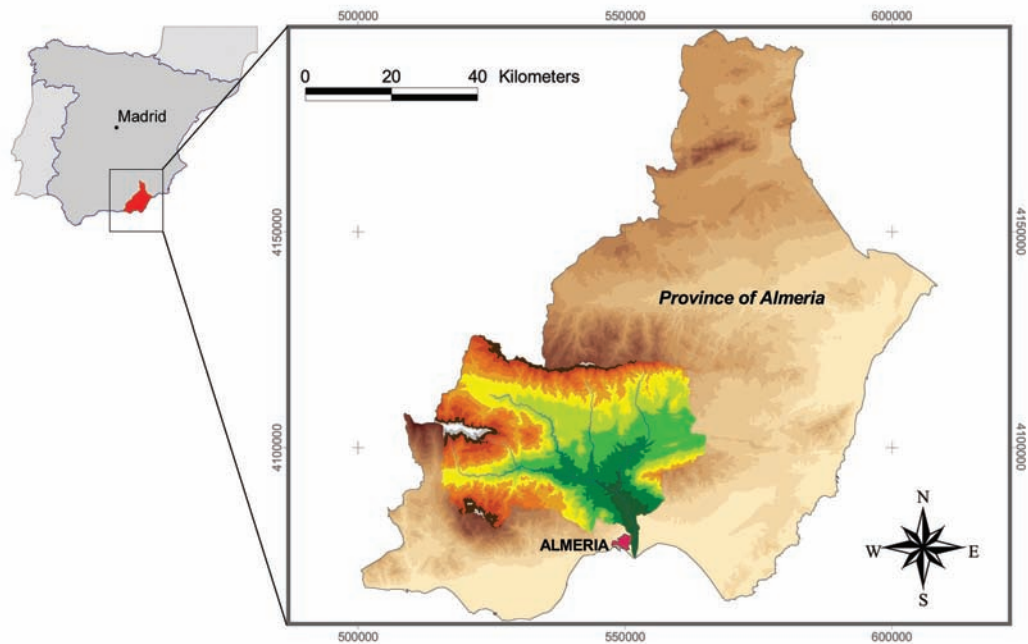 500000 550000 600000
0 20 40 Kilometers
Madrid
4150000 4150000
Province of Almeria
4100000 4100000
ALMERIA
N
W E
S
500000 550000 600000